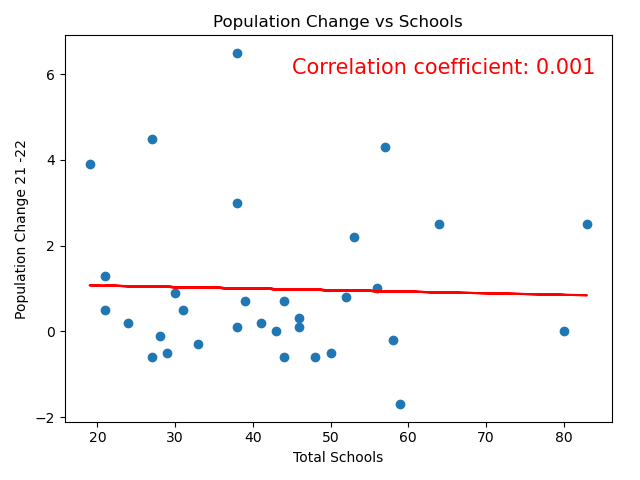 Population Change vs Schools
Correlation coefficient: 0.001
Population Change 21 -22
6
4
2
0
−2
20 30 40 50 60 70 80
Total Schools